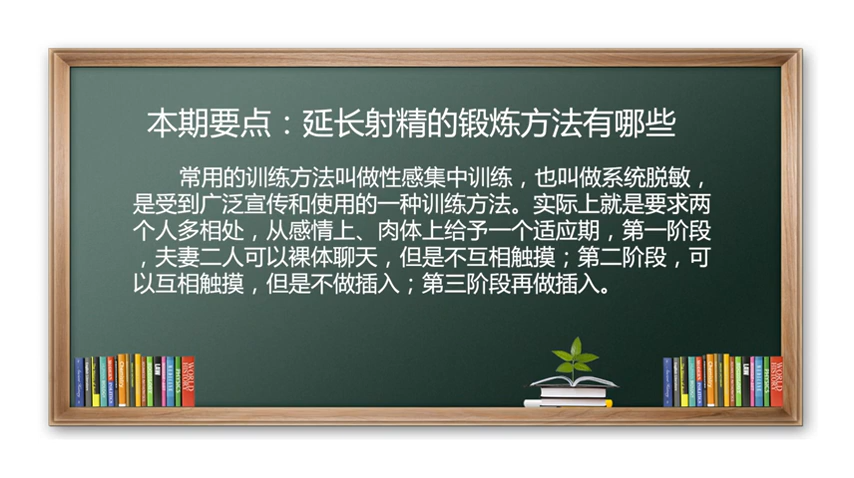 本期要点：延长射精的锻炼方法有哪些
常用的训练方法叫做性感集中训练，也叫做系统脱敏，
是受到广泛宣传和使用的一种训练方法。实际上就是要求两
个人多相处，从感情上、肉体上给予一个适应期，第一阶段
，夫妻二人可以裸体聊天，但是不互相触摸；第二阶段，可
以互相触摸，但是不做插入；第三阶段再做插入。
WORLD HISTORY
WORLD HISTORY